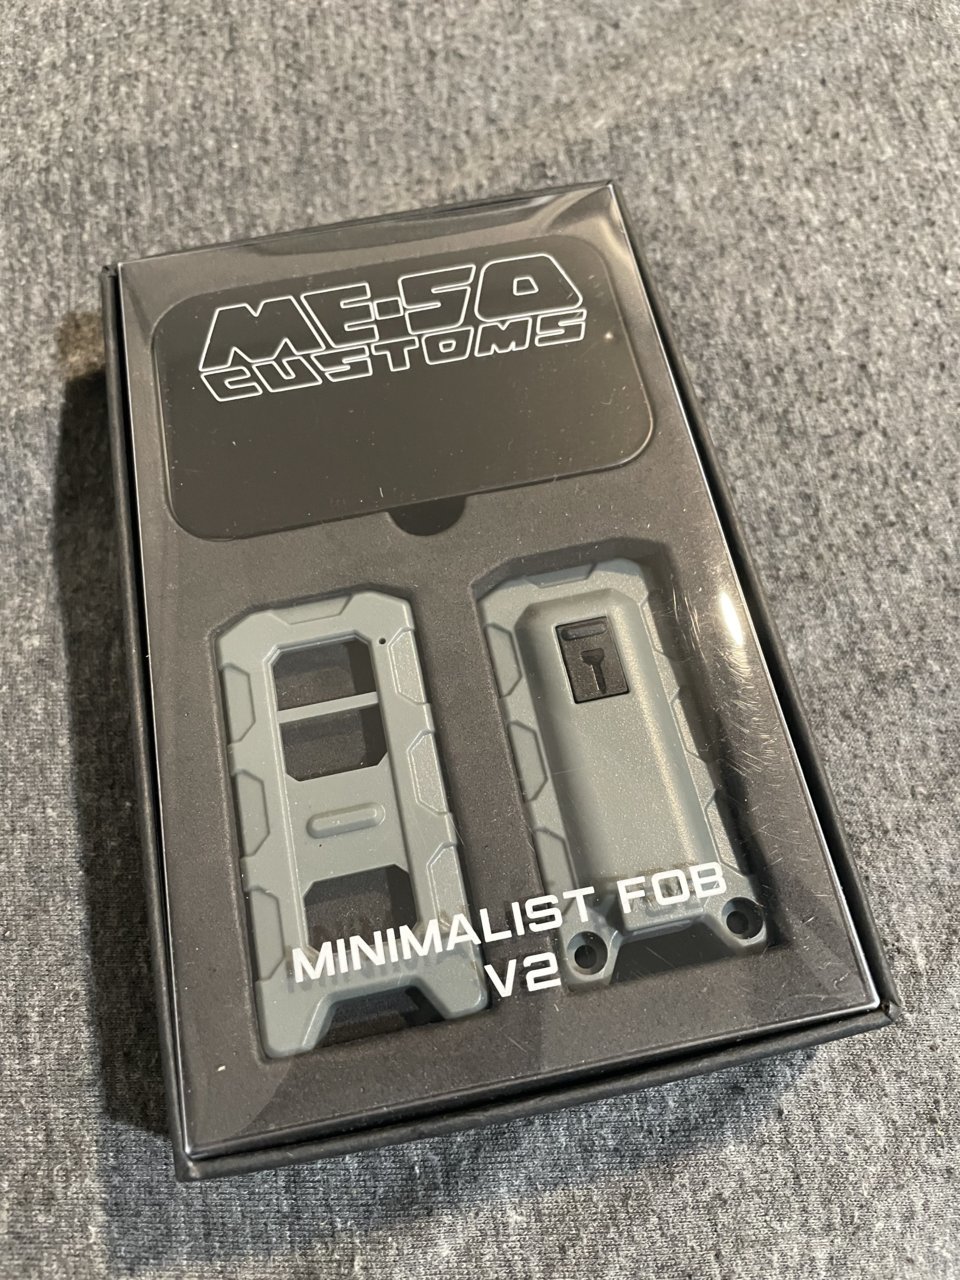 ME·SO
CUSTOMS
MINIMALIST FOB
V2